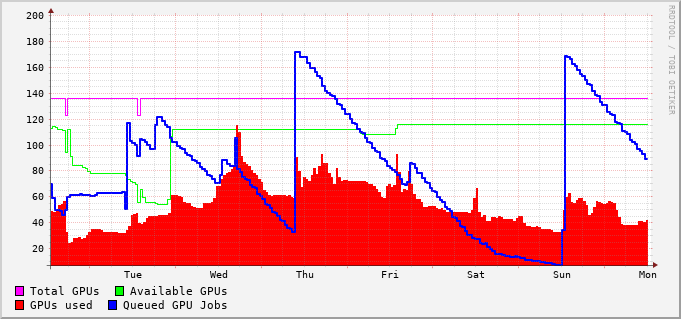 200
180
160
140
120
100
80
60
40
20
Tue Wed Thu Fri Sat Sun Mon
Total GPUs Available GPUs
GPUs used Queued GPU Jobs
RRDTOOL / TOBI OETIKER